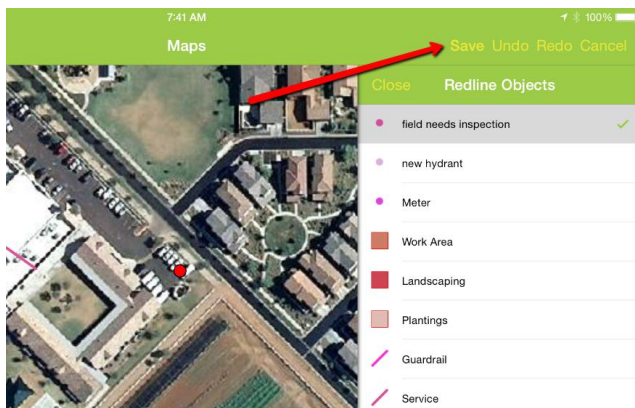 7:41 AM
100%
Maps
Save Undo Redo Cancel
Close
Redline Objects
field needs inspection
new hydrant
Meter
Work Area
Landscaping
Plantings
Guardrail
Service